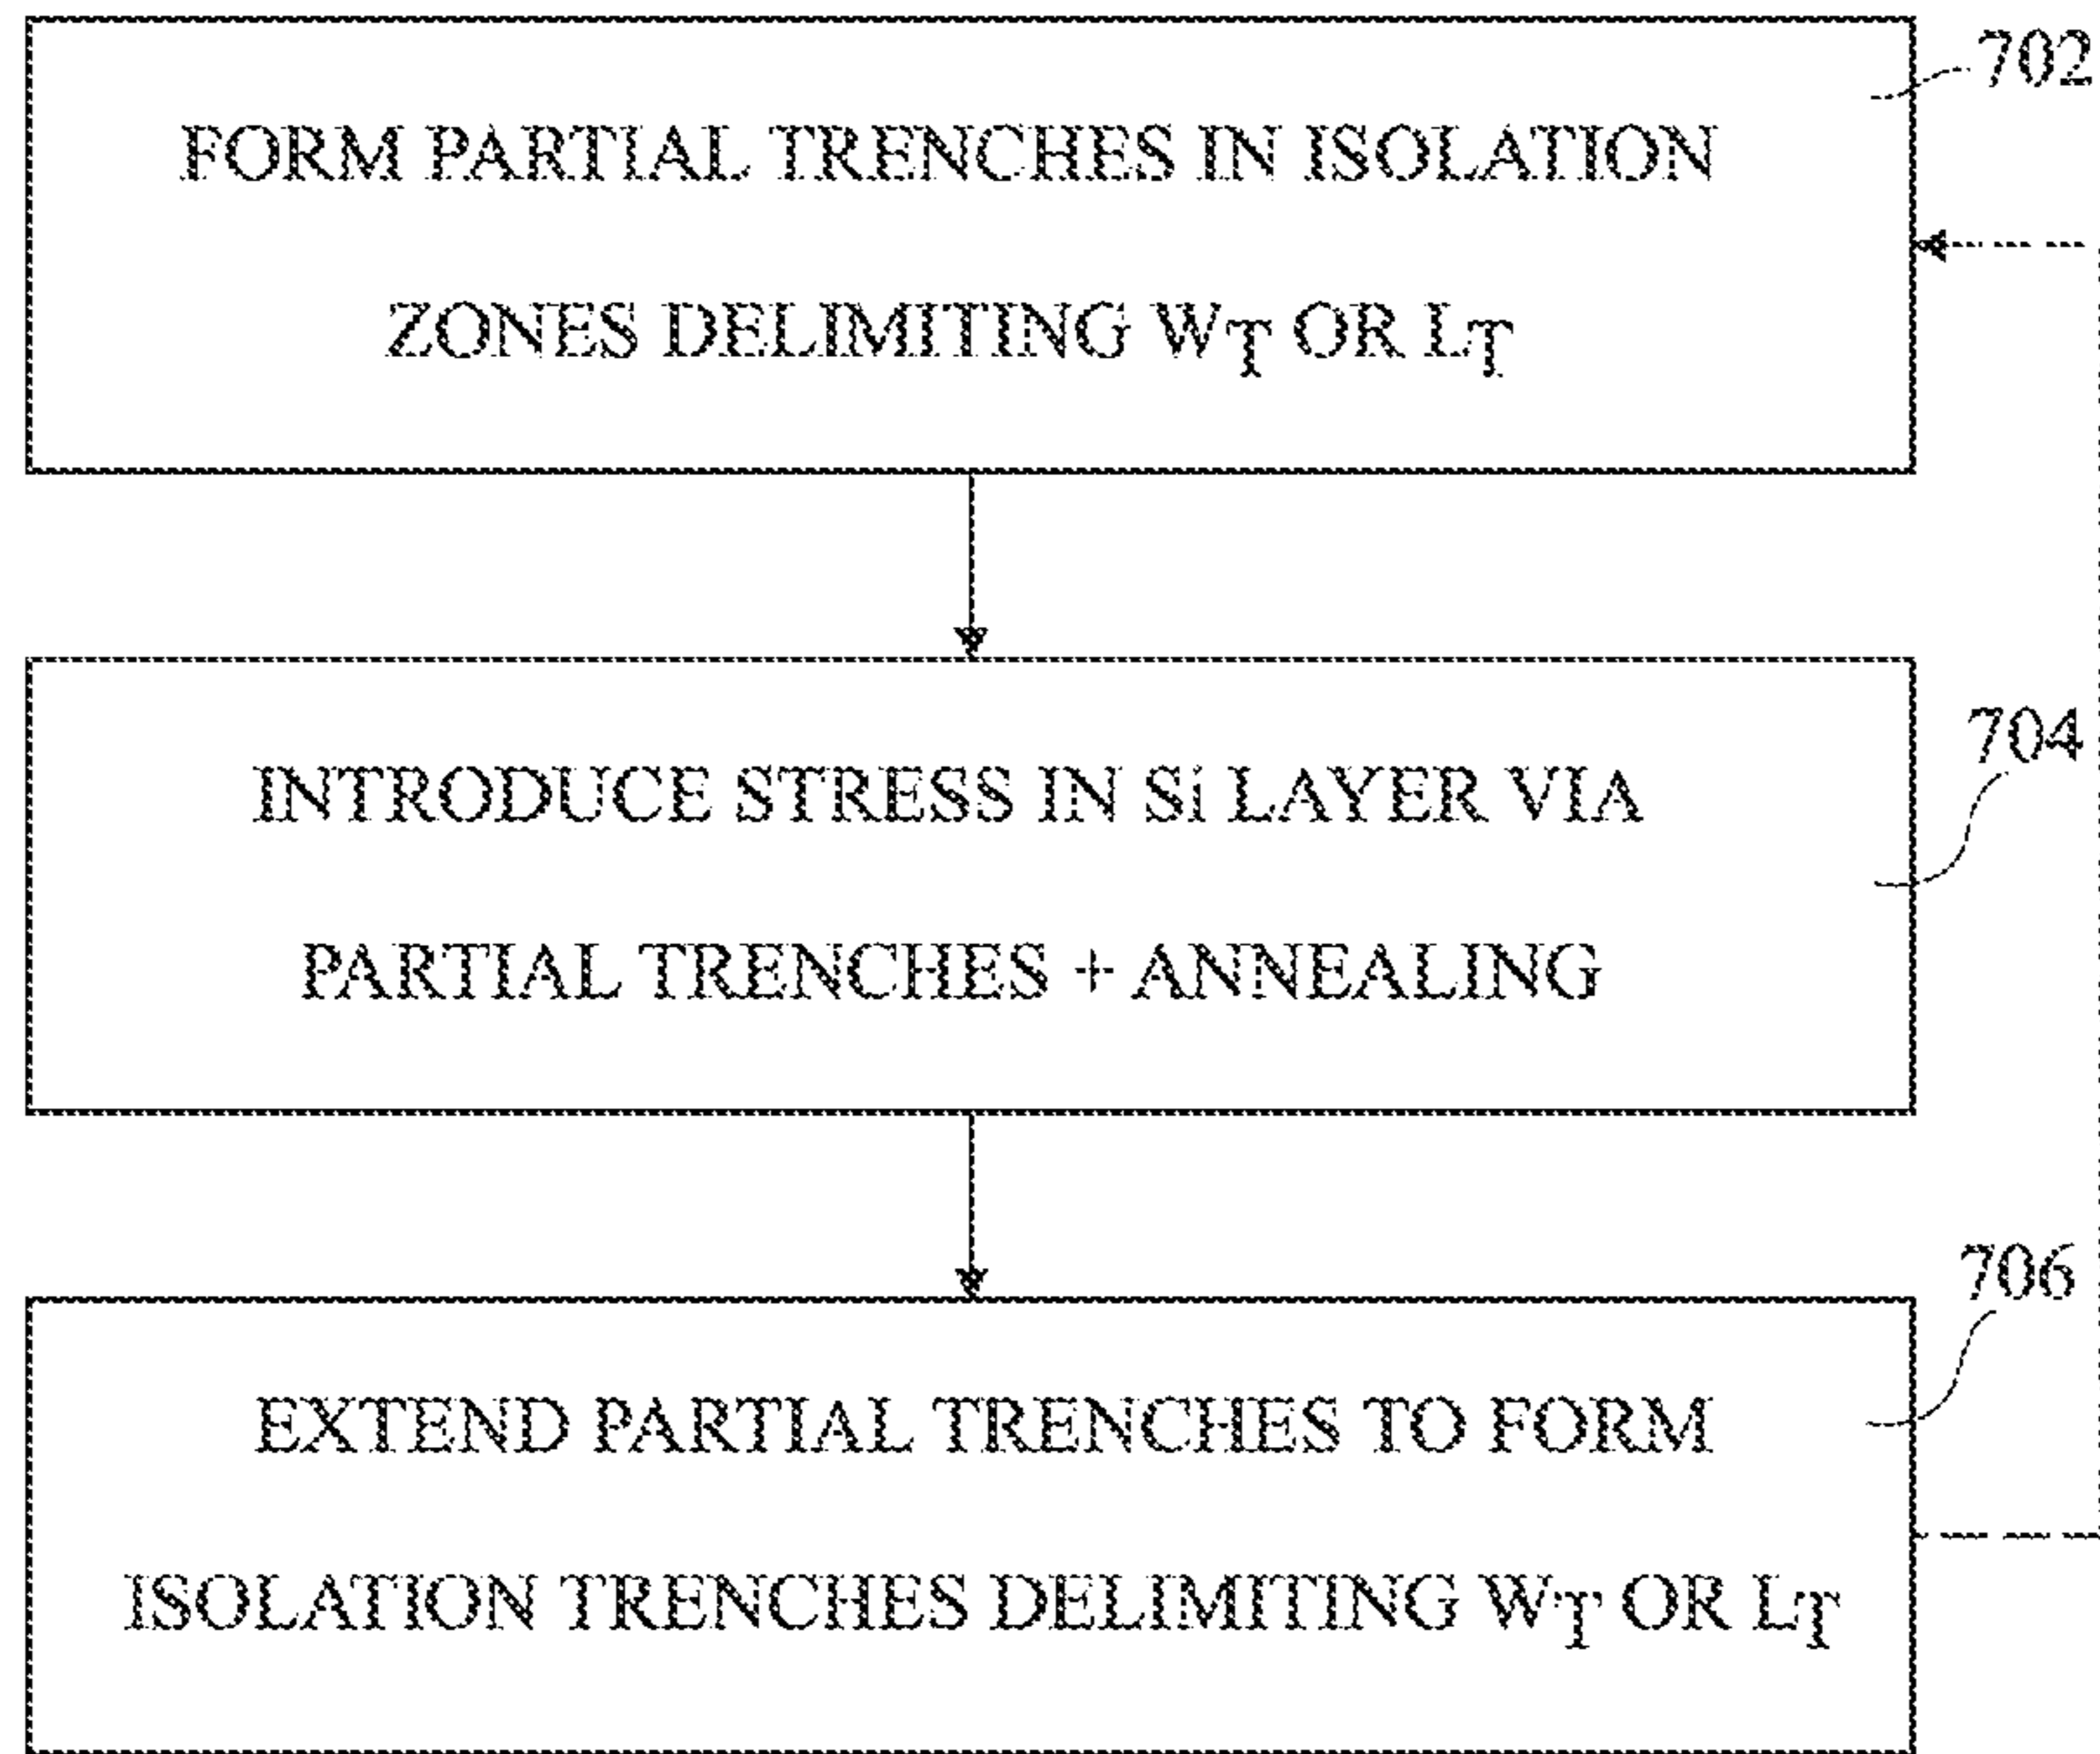 702
FORM PARTIAL TRENCHES IN ISOLATION
ZONES DELIMITING WT OR LT
704
INTRODUCE STRESS IN Si LAYER VIA
PARTIAL TRENCHES + ANNEALING
706
EXTEND PARTIAL TRENCHES TO FORM
ISOLATION TRENCHES DELIMITING WT OR LT